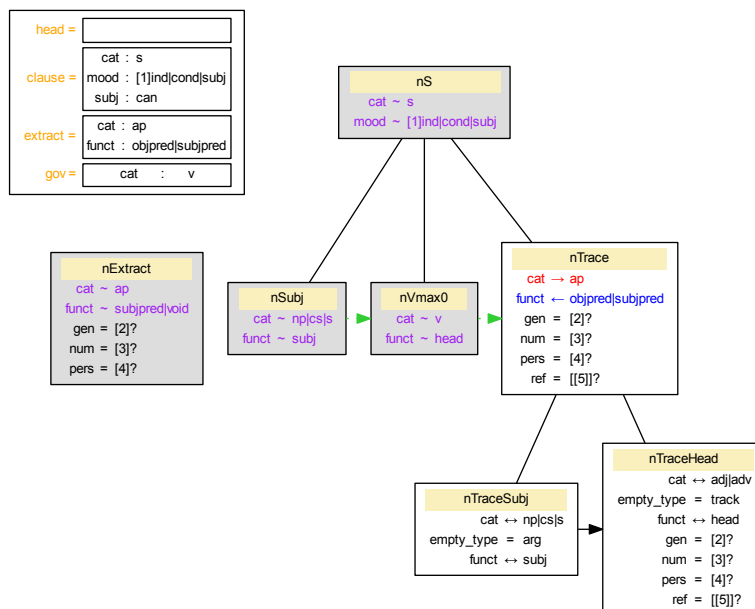 head =
clause =
cat : s
mood : [1]ind|cond|subj
subj : can
extract =
cat : ap
funct : objpred|subjpred
gov =
cat : v
nS
cat ~ s
mood ~ [1]ind|cond|subj
nExtract
cat ~ ap
funct ~ subjpred|void
gen = [2]?
num = [3]?
pers = [4]?
nSubj
cat ~ np|cs|s
funct ~ subj
nVmax0
cat ~ v
funct ~ head
nTrace
cat → ap
funct ← objpred|subjpred
gen = [2]?
num = [3]?
pers = [4]?
ref = [[5]]?
nTraceSubj
cat ↔ np|cs|s
empty_type = arg
funct ↔ subj
nTraceHead
cat ↔ adj|adv
empty_type = track
funct ↔ head
gen = [2]?
num = [3]?
pers = [4]?
ref = [[5]]?